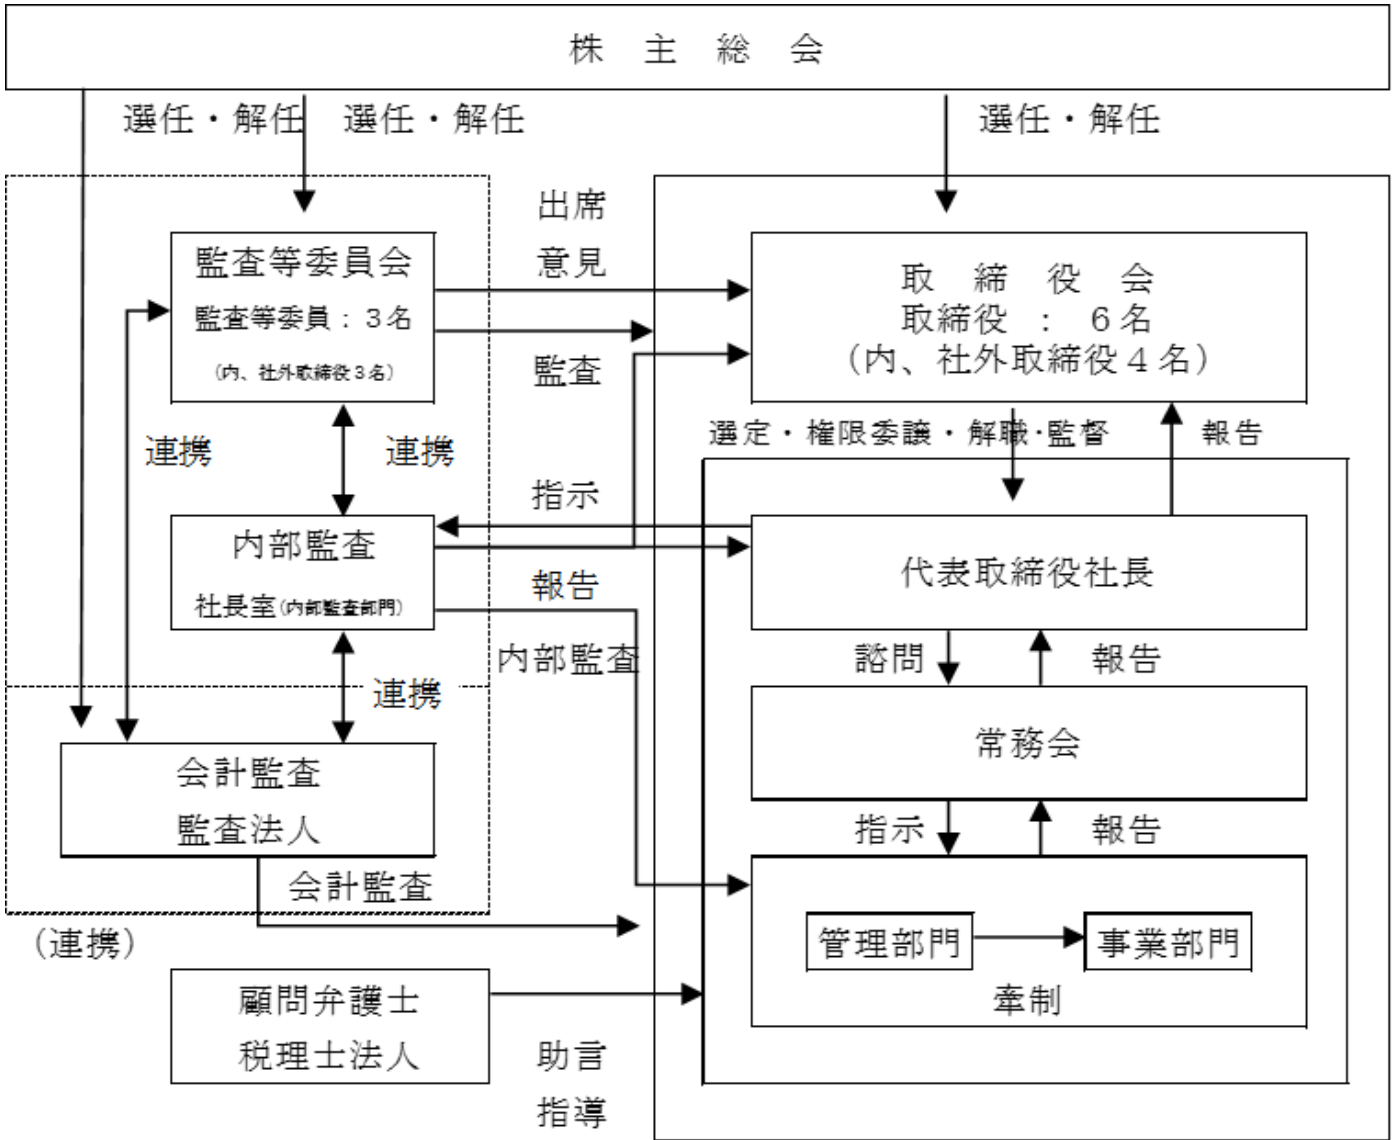 株　主　総　会
選任・解任
選任・解任
選任・解任
出席
意見
監査等委員会
監査等委員：３名
（内、社外取締役３名）
取　締　役　会
取締役　：　６名
（内、社外取締役４名）
監査
連携
連携
選定・権限委譲・解職・監督
報告
指示
内部監査
社長室（内部監査部門）
代表取締役社長
報告
内部監査
諮問
報告
連携
常務会
会計監査
監査法人
指示
報告
会計監査
管理部門
事業部門
牽制
（連携）
顧問弁護士
税理士法人
助言
指導